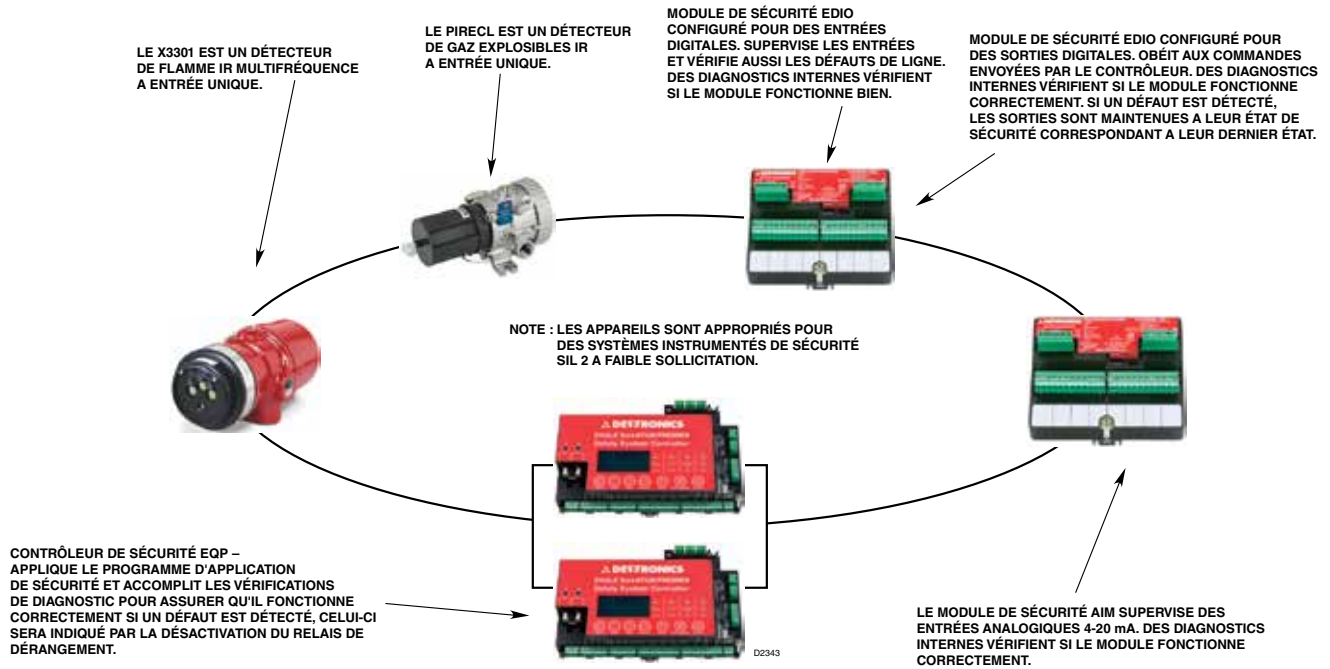 LE X3301 EST UN DÉTECTEUR
DE FLAMME IR MULTIFRÉQUENCE
A ENTRÉE UNIQUE.
LE PIRECL EST UN DÉTECTEUR
DE GAZ EXPLOSIBLES IR
A ENTRÉE UNIQUE.
MODULE DE SÉCURITÉ EDIO
CONFIGURÉ POUR DES ENTRÉES
DIGITALES. SUPERVISE LES ENTRÉES
ET VÉRIFIE AUSSI LES DÉFAUTS DE LIGNE.
DES DIAGNOSTICS INTERNES VÉRIFIENT
SI LE MODULE FONCTIONNE BIEN.
MODULE DE SÉCURITÉ EDIO CONFIGURÉ POUR
DES SORTIES DIGITALES. OBÉIT AUX COMMANDES
ENVOYÉES PAR LE CONTRÔLEUR. DES DIAGNOSTICS
INTERNES VÉRIFIENT SI LE MODULE FONCTIONNE
CORRECTEMENT. SI UN DÉFAUT EST DÉTECTÉ,
LES SORTIES SONT MAINTENUES A LEUR ÉTAT DE
SÉCURITÉ CORRESPONDANT A LEUR DERNIER ÉTAT.
NOTE : LES APPAREILS SONT APPROPRIÉS POUR
DES SYSTÈMES INSTRUMENTÉS DE SÉCURITÉ
SIL 2 A FAIBLE SOLLICITATION.
DET-TRONICS
Safety System Controller
DET-TRONICS
Safety System Controller
CONTRÔLEUR DE SÉCURITÉ EQP –
APPLIQUE LE PROGRAMME D'APPLICATION
DE SÉCURITÉ ET ACCOMPLIT LES VÉRIFICATIONS
DE DIAGNOSTIC POUR ASSURER QU'IL FONCTIONNE
CORRECTEMENT SI UN DÉFAUT EST DÉTECTÉ, CELUI-CI
SERA INDIQUÉ PAR LA DÉSACTIVATION DU RELAIS DE
DÉRANGEMENT.
D2343
LE MODULE DE SÉCURITÉ AIM SUPERVISE DES
ENTRÉES ANALOGIQUES 4-20 mA. DES DIAGNOSTICS
INTERNES VÉRIFIENT SI LE MODULE FONCTIONNE
CORRECTEMENT.